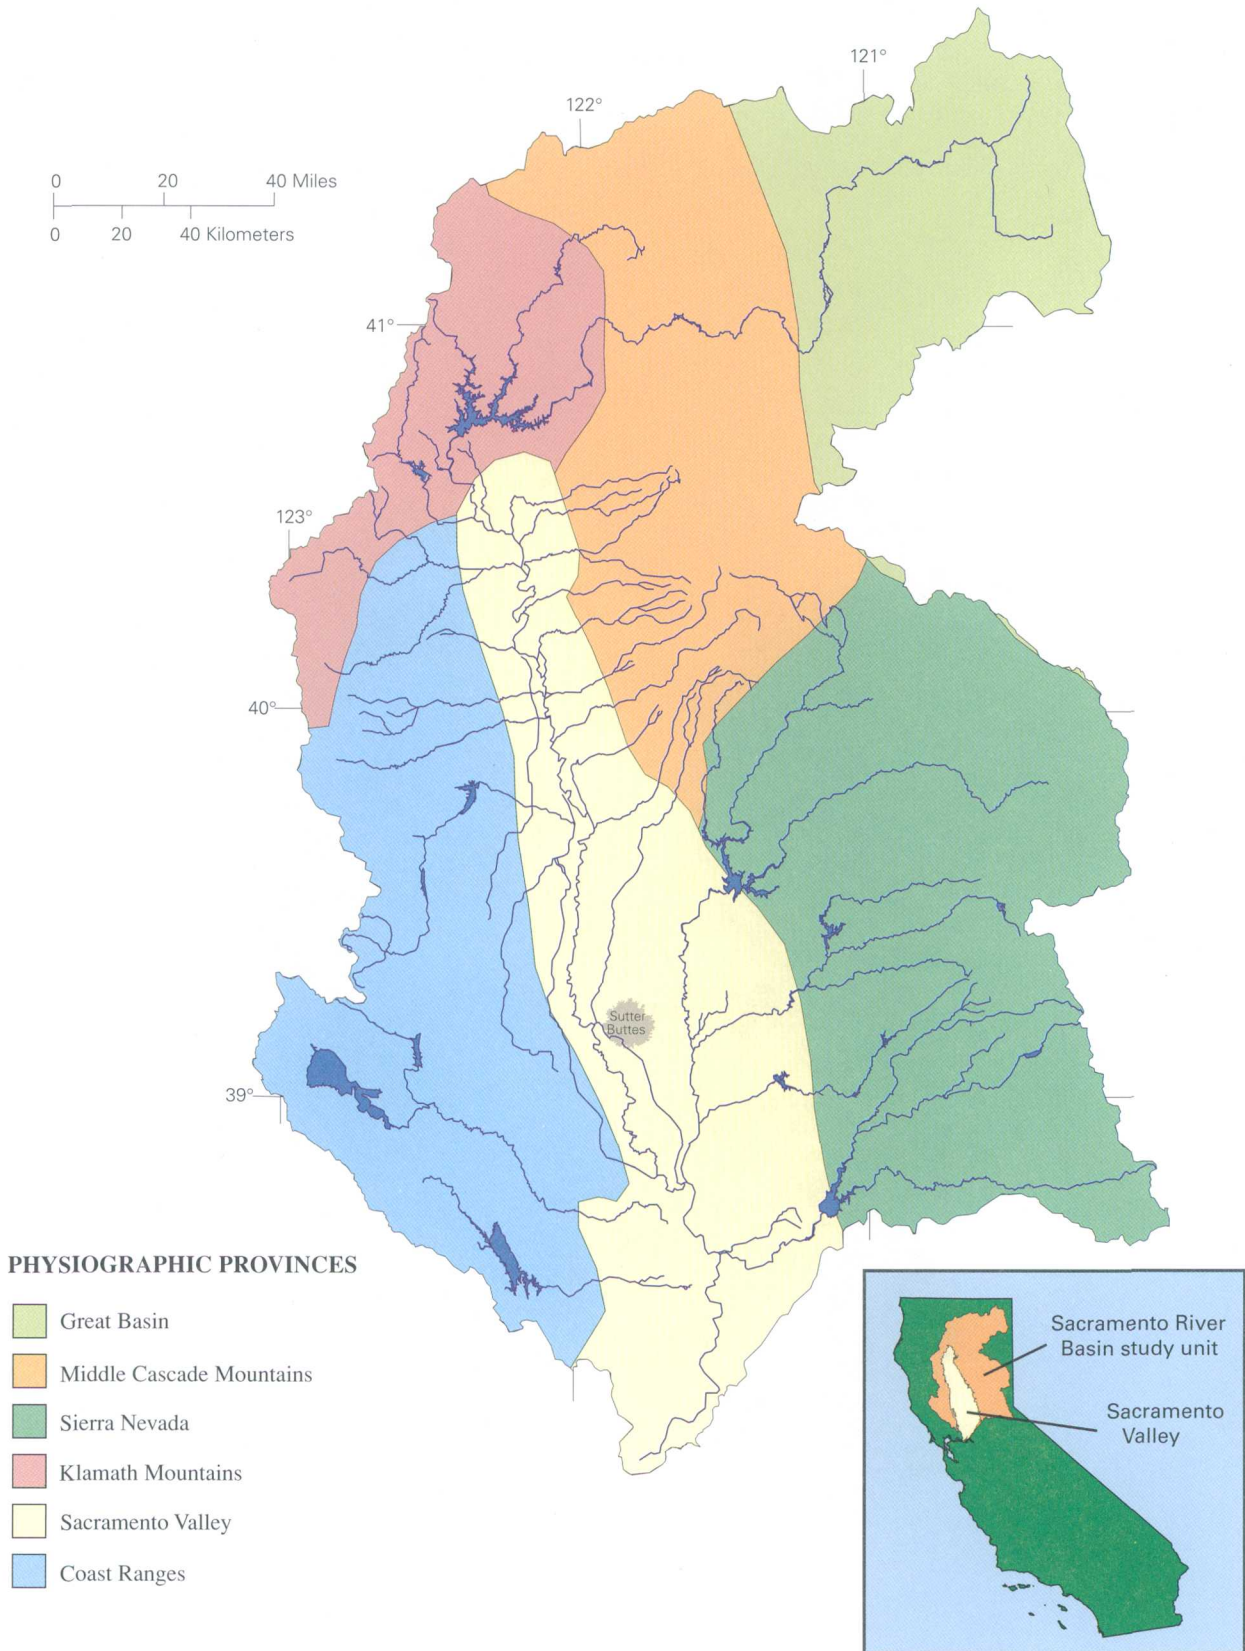 121°
122°
0 20 40 Miles
0 20 40 Kilometers
41°
123°
40°
Sutter
Buttes
39°
PHYSIOGRAPHIC PROVINCES
Great Basin
Middle Cascade Mountains
Sierra Nevada
Klamath Mountains
Sacramento Valley
Coast Ranges
Sacramento River
Basin study unit
Sacramento
Valley